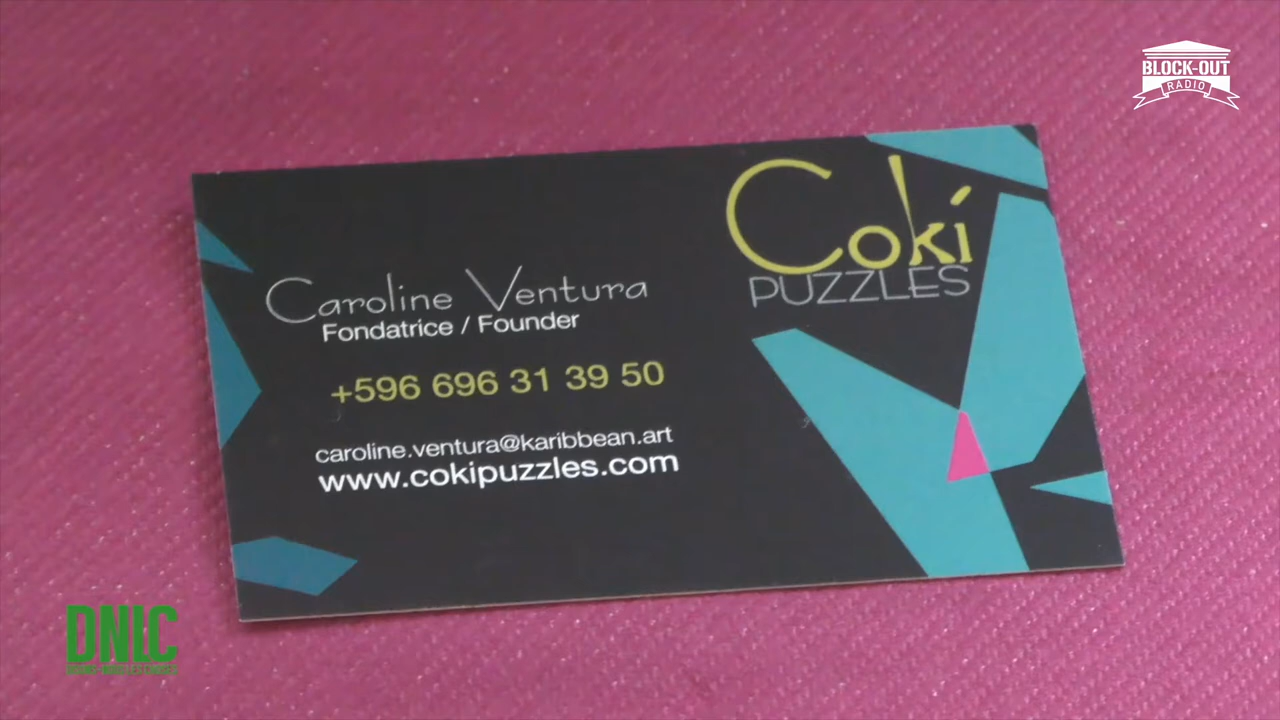 BLOCK-OUT
RADIO
Coki
PUZZLES
Caroline Ventura
Fondatrice / Founder
+596 696 31 39 50
caroline.ventura@karibbean.art
www.cokipuzzles.com
DNLC